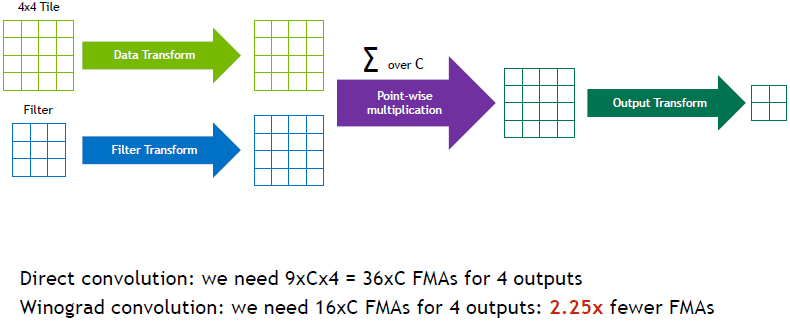 4x4 Tile
Data Transform
Filter
Filter Transform
∑ over C
Point-wise
multiplication
Output Transform
Direct convolution: we need 9xCx4 = 36xC FMAs for 4 outputs
Winograd convolution: we need 16xC FMAs for 4 outputs: 2.25x fewer FMAs